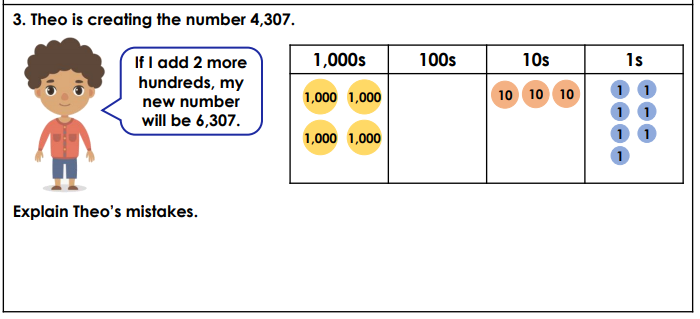 3. Theo is creating the number 4,307.
If I add 2 more
hundreds, my
new number
will be 6,307.
1,000s 100s 10s 1s
1,000 1,000 10 10 10 1 1
1 1
1,000 1,000 1 1
1
Explain Theo's mistakes.